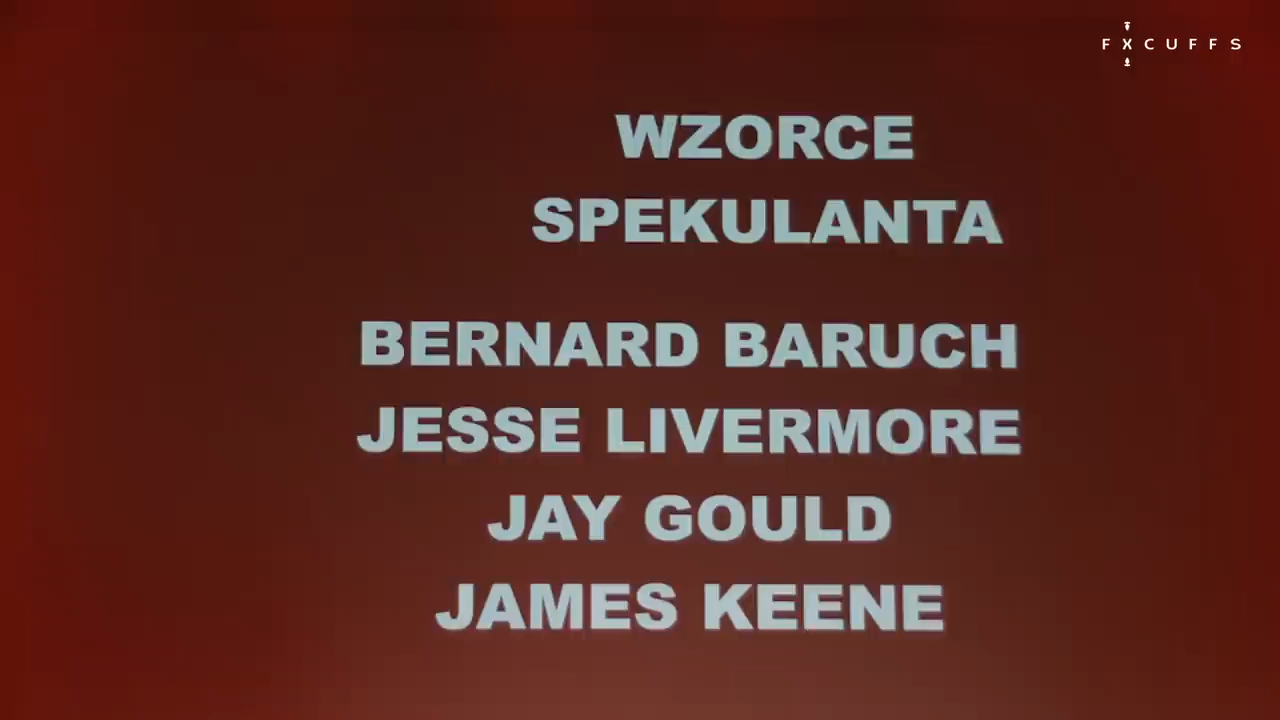 FXCUFFS
WZORCE
SPEKULANTA
BERNARD BARUCH
JESSE LIVERMORE
JAY GOULD
JAMES KEENE